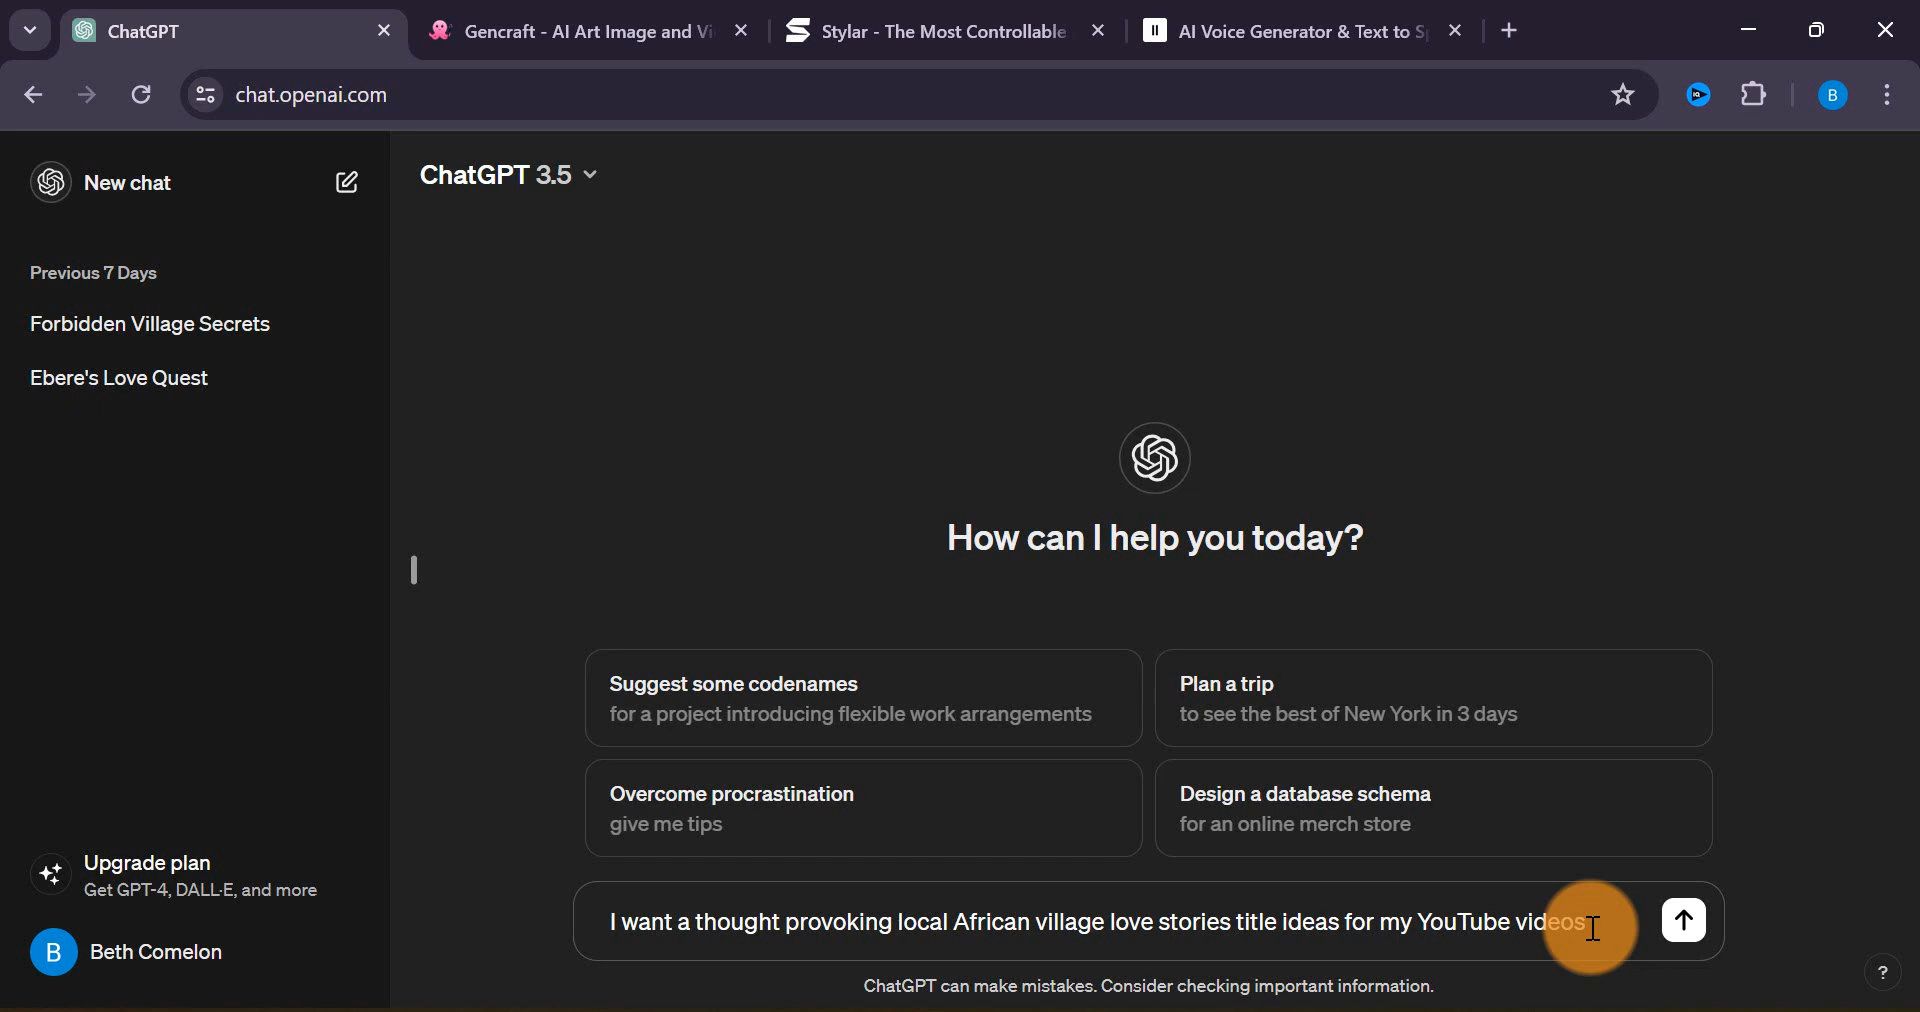 ChatGPT
Gencraft - AI Art Image and Vi
Stylar - The Most Controllable
AI Voice Generator & Text to S
chat.openai.com
B
New chat
ChatGPT 3.5
Previous 7 Days
Forbidden Village Secrets
Ebere's Love Quest
How can I help you today?
Suggest some codenames
for a project introducing flexible work arrangements
Plan a trip
to see the best of New York in 3 days
Overcome procrastination
give me tips
Design a database schema
for an online merch store
Upgrade plan
Get GPT-4, DALL·E, and more
I want a thought provoking local African village love stories title ideas for my YouTube videos
B
Beth Comelon
ChatGPT can make mistakes. Consider checking important information.
?